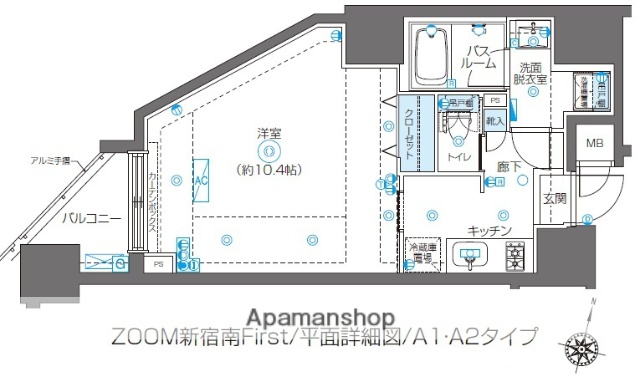 バス
ルーム
洗面
脱衣室
洗濯機
置場
吊戸棚
吊戸棚
PS
靴入
クローゼット
トイレ
MB
洋室
(約10.4帖)
AC
廊下
玄関
アルミ手摺
カーテンボックス
バルコニー
キッチン
冷蔵庫
置場
PS
N
Apamanshop
ZOOM新宿南First/平面詳細図/A1・A2タイプ